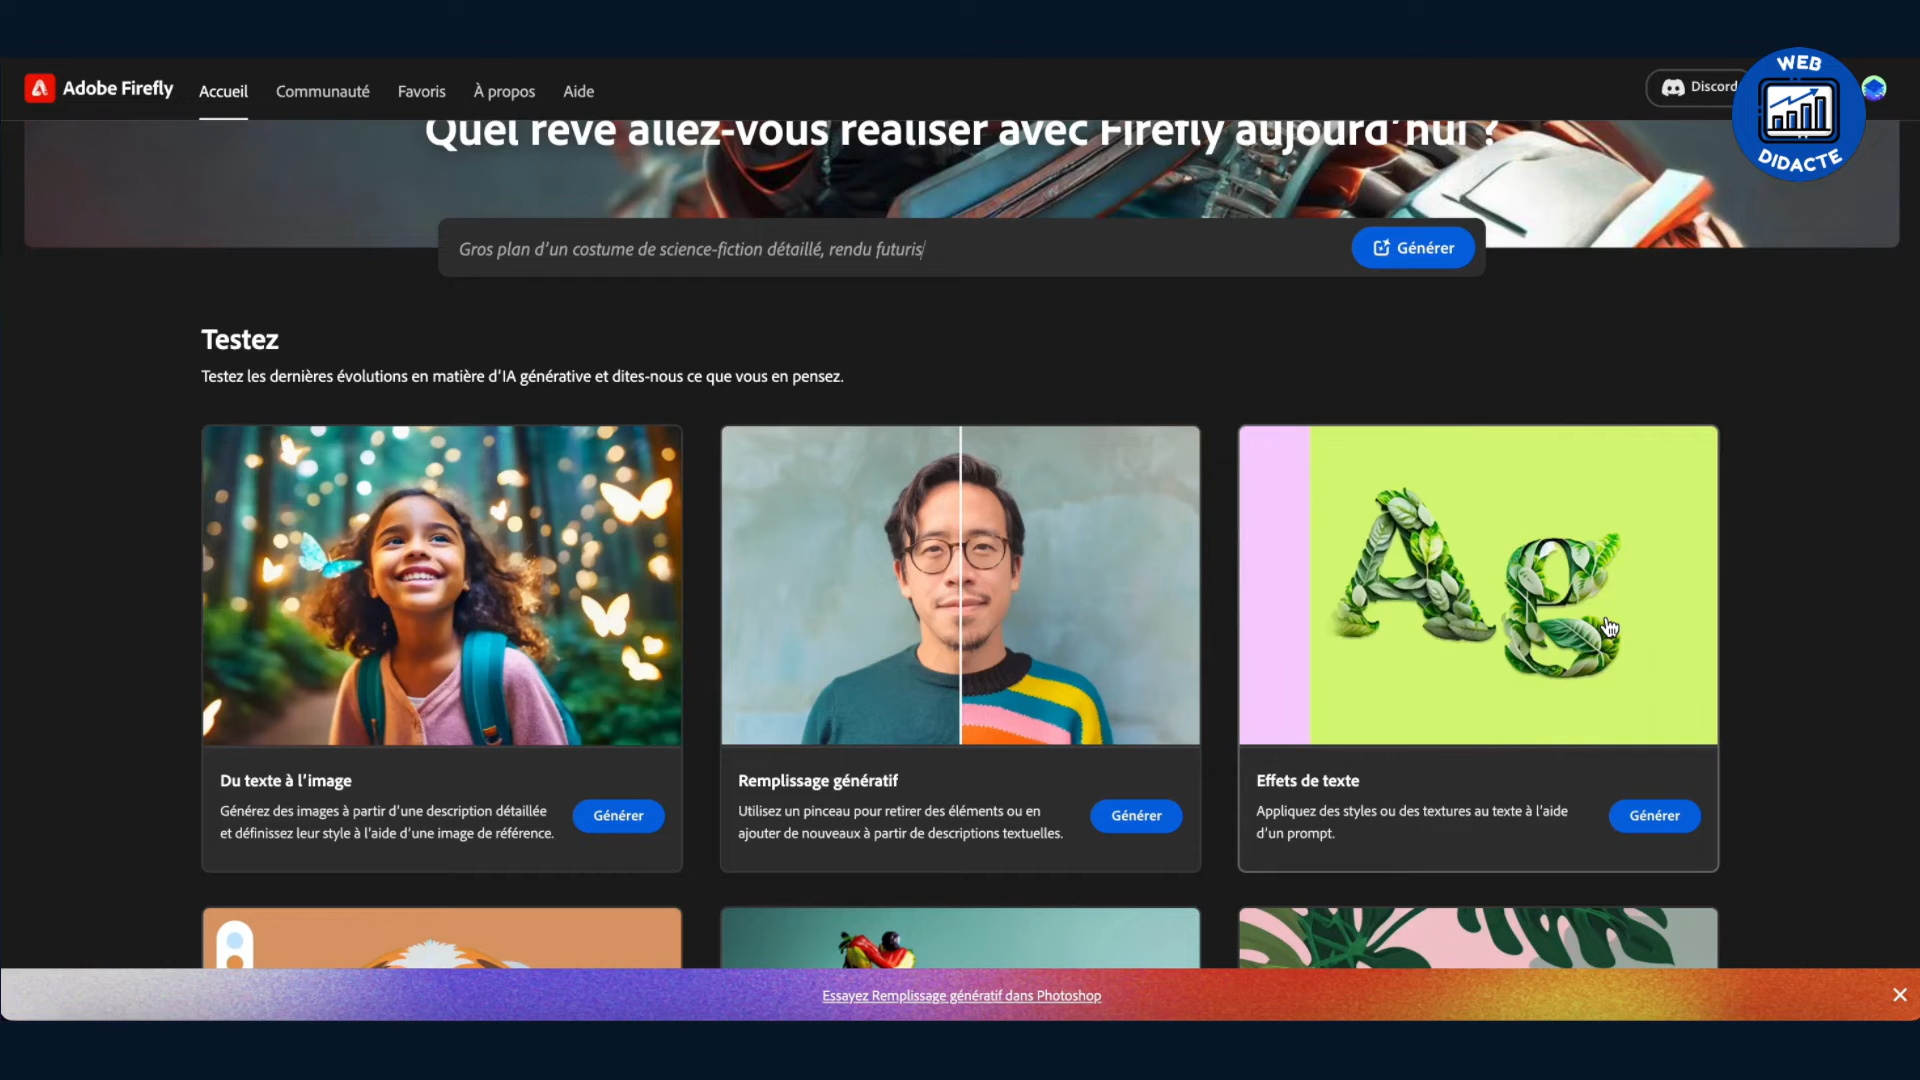 Adobe Firefly
Accueil
Communauté
Favoris
À propos
Aide
Discord
WEB
DIDACTE
Quel rêve allez-vous réaliser avec Firefly aujourd'hui ?
Gros plan d'un costume de science-fiction détaillé, rendu futuris
Générer
Testez
Testez les dernières évolutions en matière d'IA générative et dites-nous ce que vous en pensez.
Ag
Du texte à l'image
Générez des images à partir d'une description détaillée
et définissez leur style à l'aide d'une image de référence.
Générer
Remplissage génératif
Utilisez un pinceau pour retirer des éléments ou en
ajouter de nouveaux à partir de descriptions textuelles.
Générer
Effets de texte
Appliquez des styles ou des textures au texte à l'aide
d'un prompt.
Générer
Essayez Remplissage génératif dans Photoshop